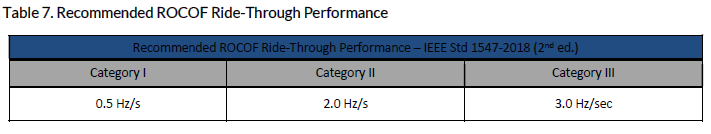 Table 7. Recommended ROCOF Ride-Through Performance
Recommended ROCOF Ride-Through Performance – IEEE Std 1547-2018 (2nd ed.)
Category I Category II Category III
0.5 Hz/s 2.0 Hz/s 3.0 Hz/sec